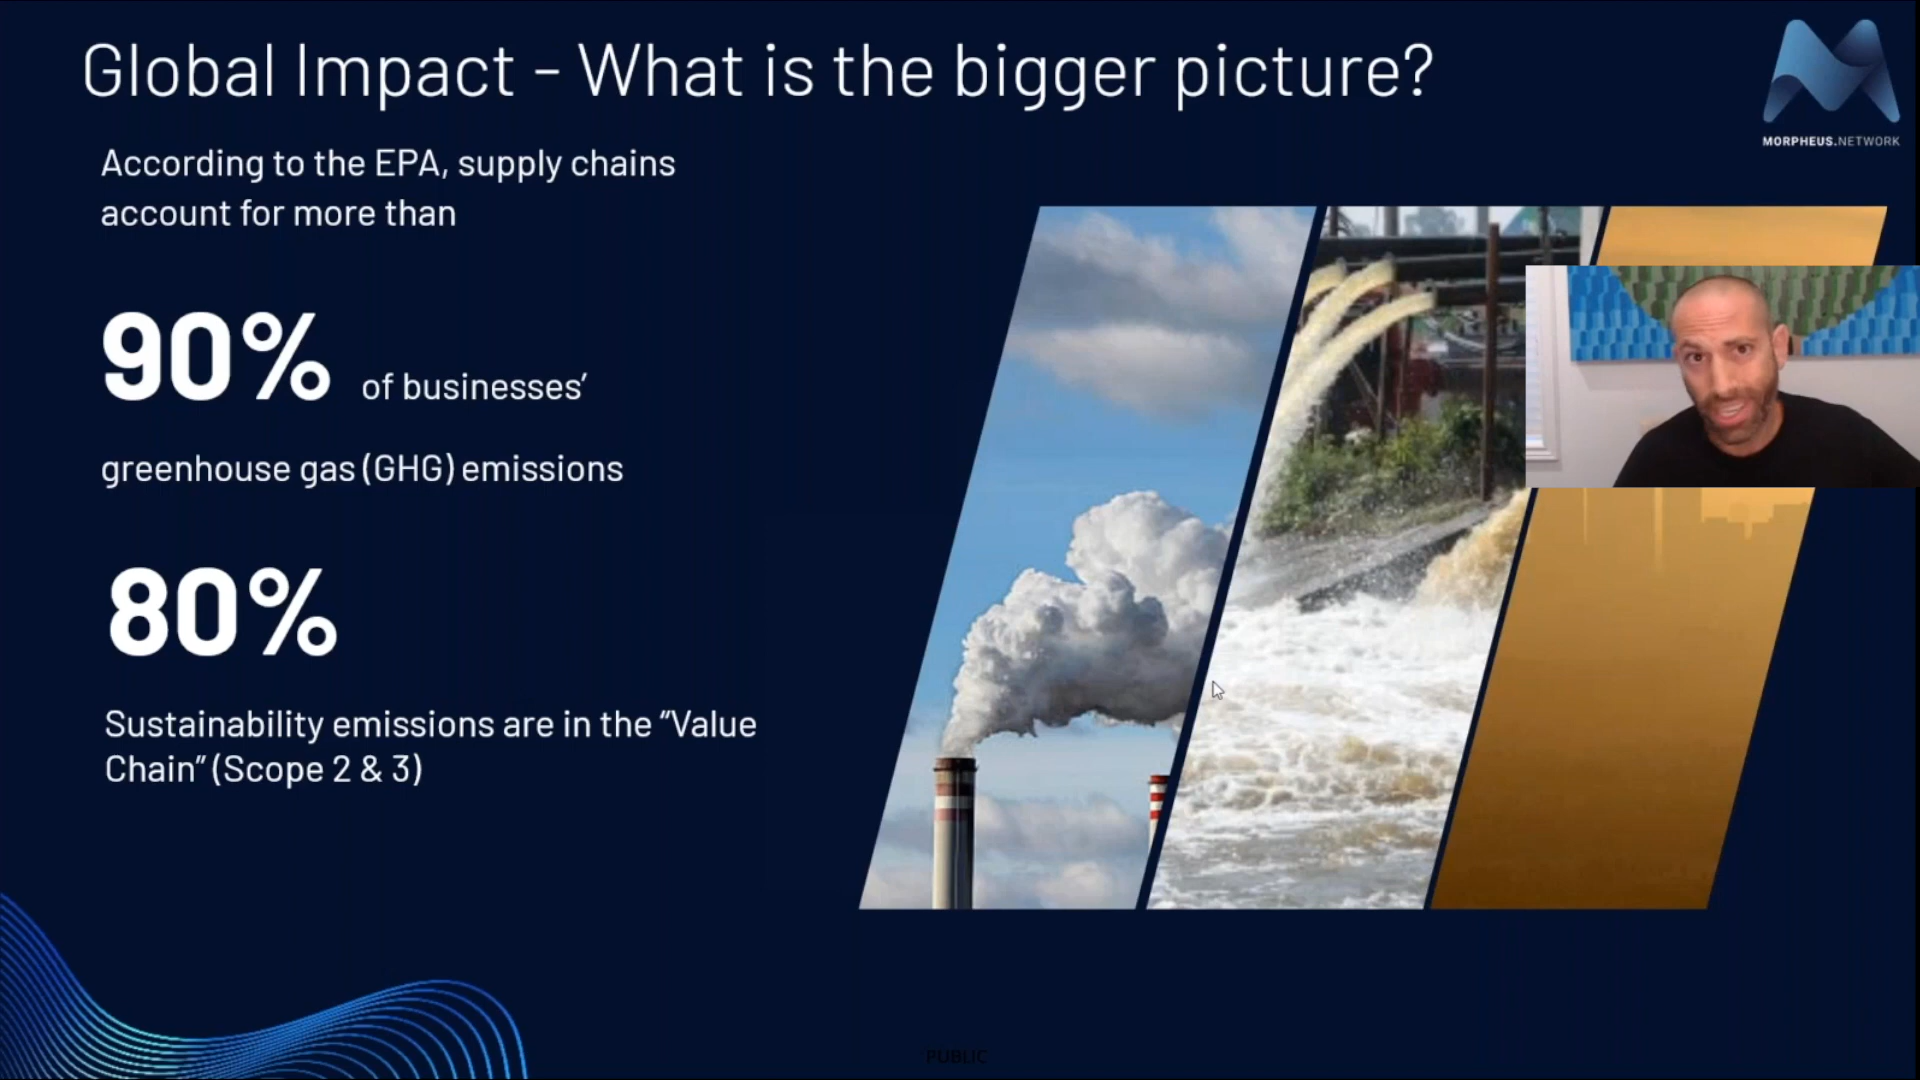 Global Impact - What is the bigger picture?
MORPHEUS.NETWORK
According to the EPA, supply chains
account for more than
90% of businesses’
greenhouse gas (GHG) emissions
80%
Sustainability emissions are in the “Value
Chain” (Scope 2 & 3)
PUBLIC